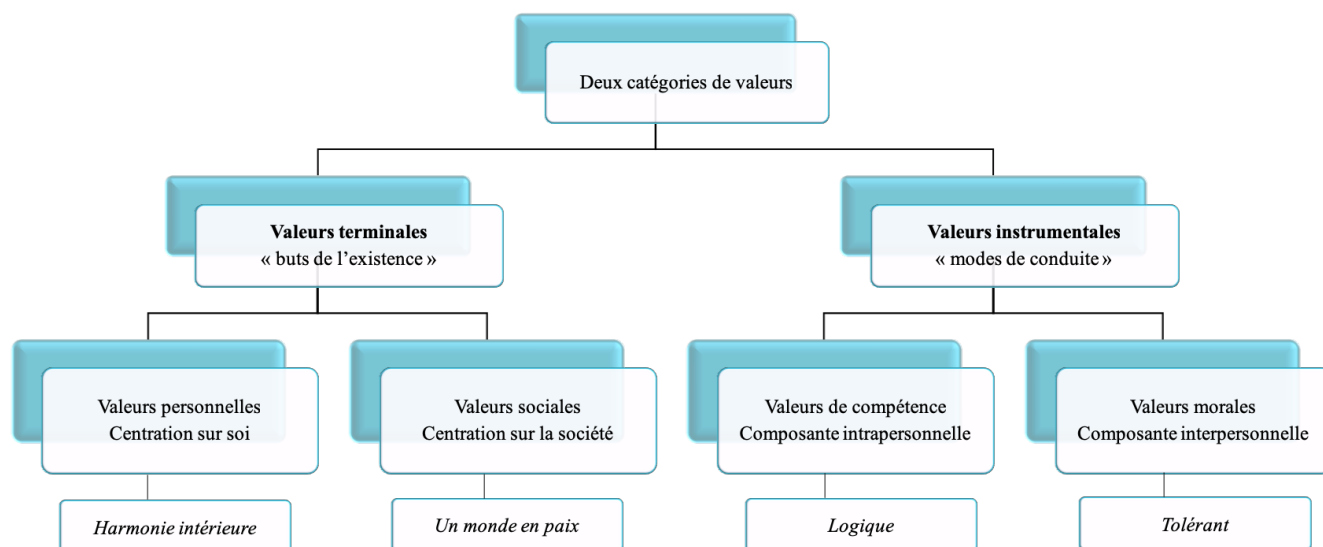 Deux catégories de valeurs
Valeurs terminales
« buts de l’existence »
Valeurs instrumentales
« modes de conduite »
Valeurs personnelles
Centration sur soi
Valeurs sociales
Centration sur la société
Valeurs de compétence
Composante intrapersonnelle
Valeurs morales
Composante interpersonnelle
Harmonie intérieure
Un monde en paix
Logique
Tolérant